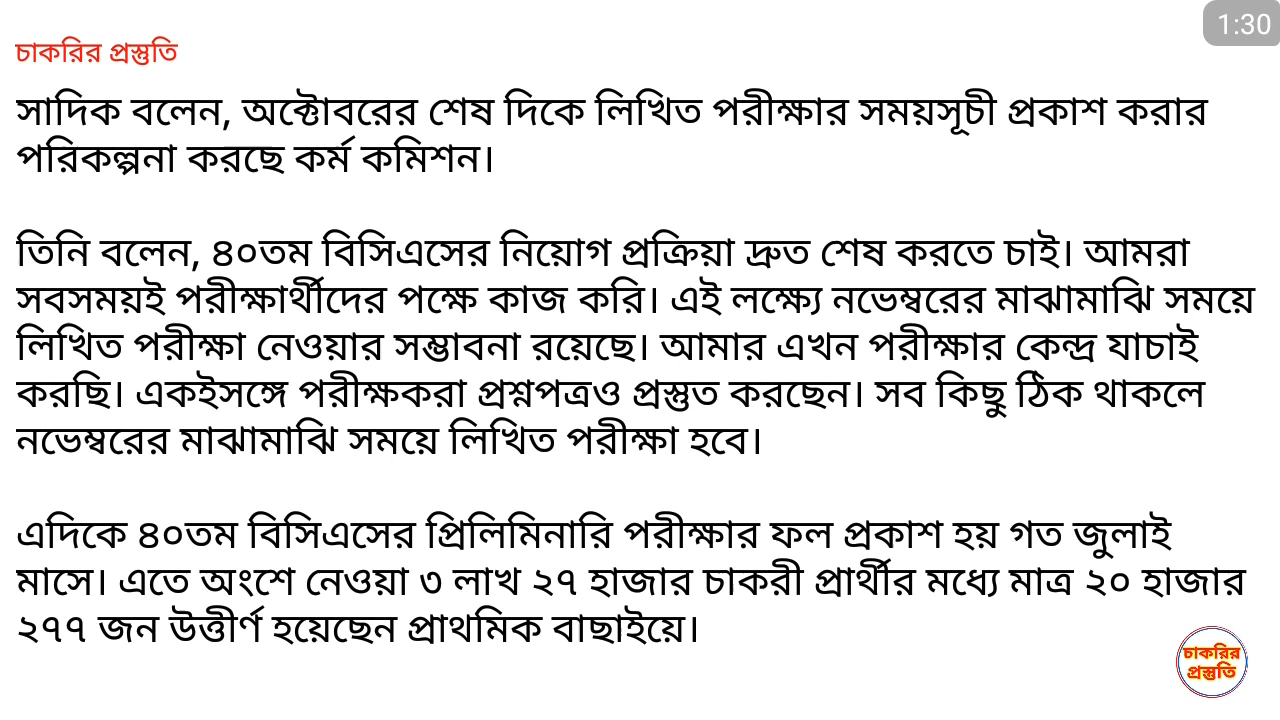 1:30
চাকরির প্রস্তুতি
সাদিক বলেন, অক্টোবরের শেষ দিকে লিখিত পরীক্ষার সময়সূচী প্রকাশ করার
পরিকল্পনা করছে কর্ম কমিশন।
তিনি বলেন, ৪০তম বিসিএসের নিয়োগ প্রক্রিয়া দ্রুত শেষ করতে চাই। আমরা
সবসময়ই পরীক্ষার্থীদের পক্ষে কাজ করি। এই লক্ষ্যে নভেম্বরের মাঝামাঝি সময়ে
লিখিত পরীক্ষা নেওয়ার সম্ভাবনা রয়েছে। আমার এখন পরীক্ষার কেন্দ্র যাচাই
করছি। একইসঙ্গে পরীক্ষকরা প্রশ্নপত্রও প্রস্তুত করছেন। সব কিছু ঠিক থাকলে
নভেম্বরের মাঝামাঝি সময়ে লিখিত পরীক্ষা হবে।
এদিকে ৪০তম বিসিএসের প্রিলিমিনারি পরীক্ষার ফল প্রকাশ হয় গত জুলাই
মাসে। এতে অংশে নেওয়া ৩ লাখ ২৭ হাজার চাকরী প্রার্থীর মধ্যে মাত্র ২০ হাজার
২৭৭ জন উত্তীর্ণ হয়েছেন প্রাথমিক বাছাইয়ে।
চাকরির
প্রস্তুতি